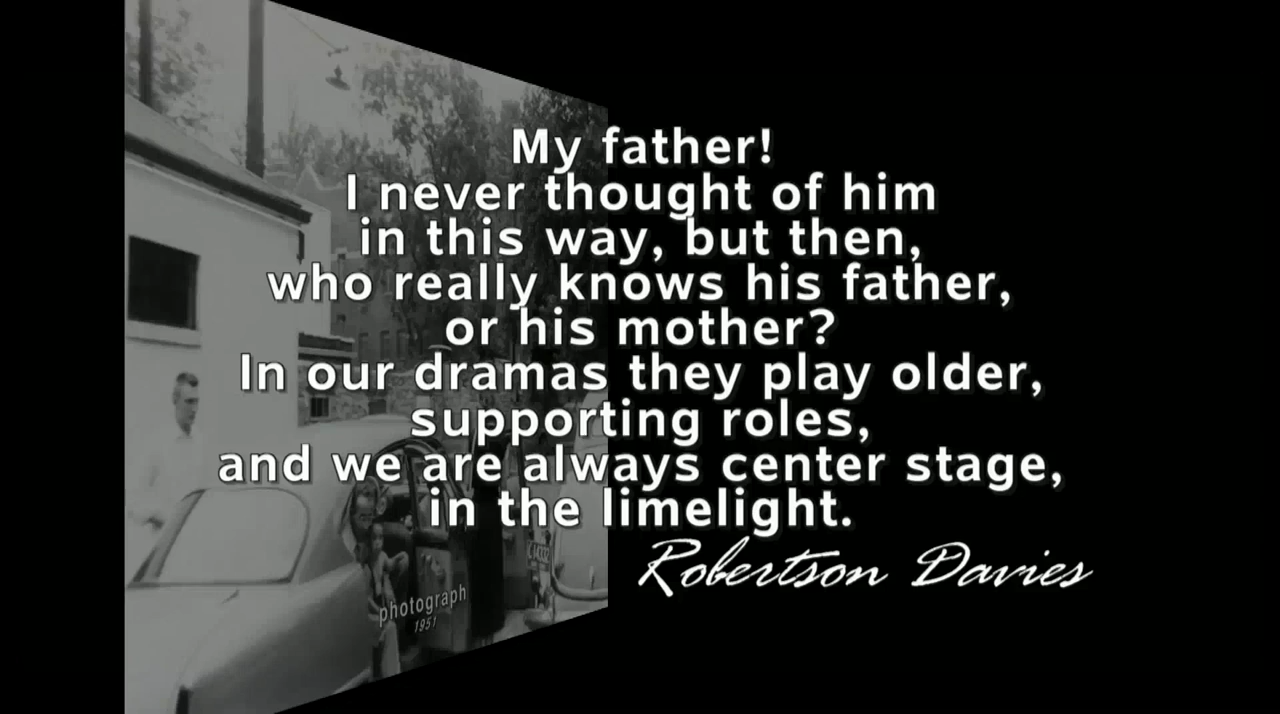 My father!
I never thought of him
in this way, but then,
who really knows his father,
or his mother?
In our dramas they play older,
supporting roles,
and we are always center stage,
in the limelight.
Robertson Davies
photograph
1951